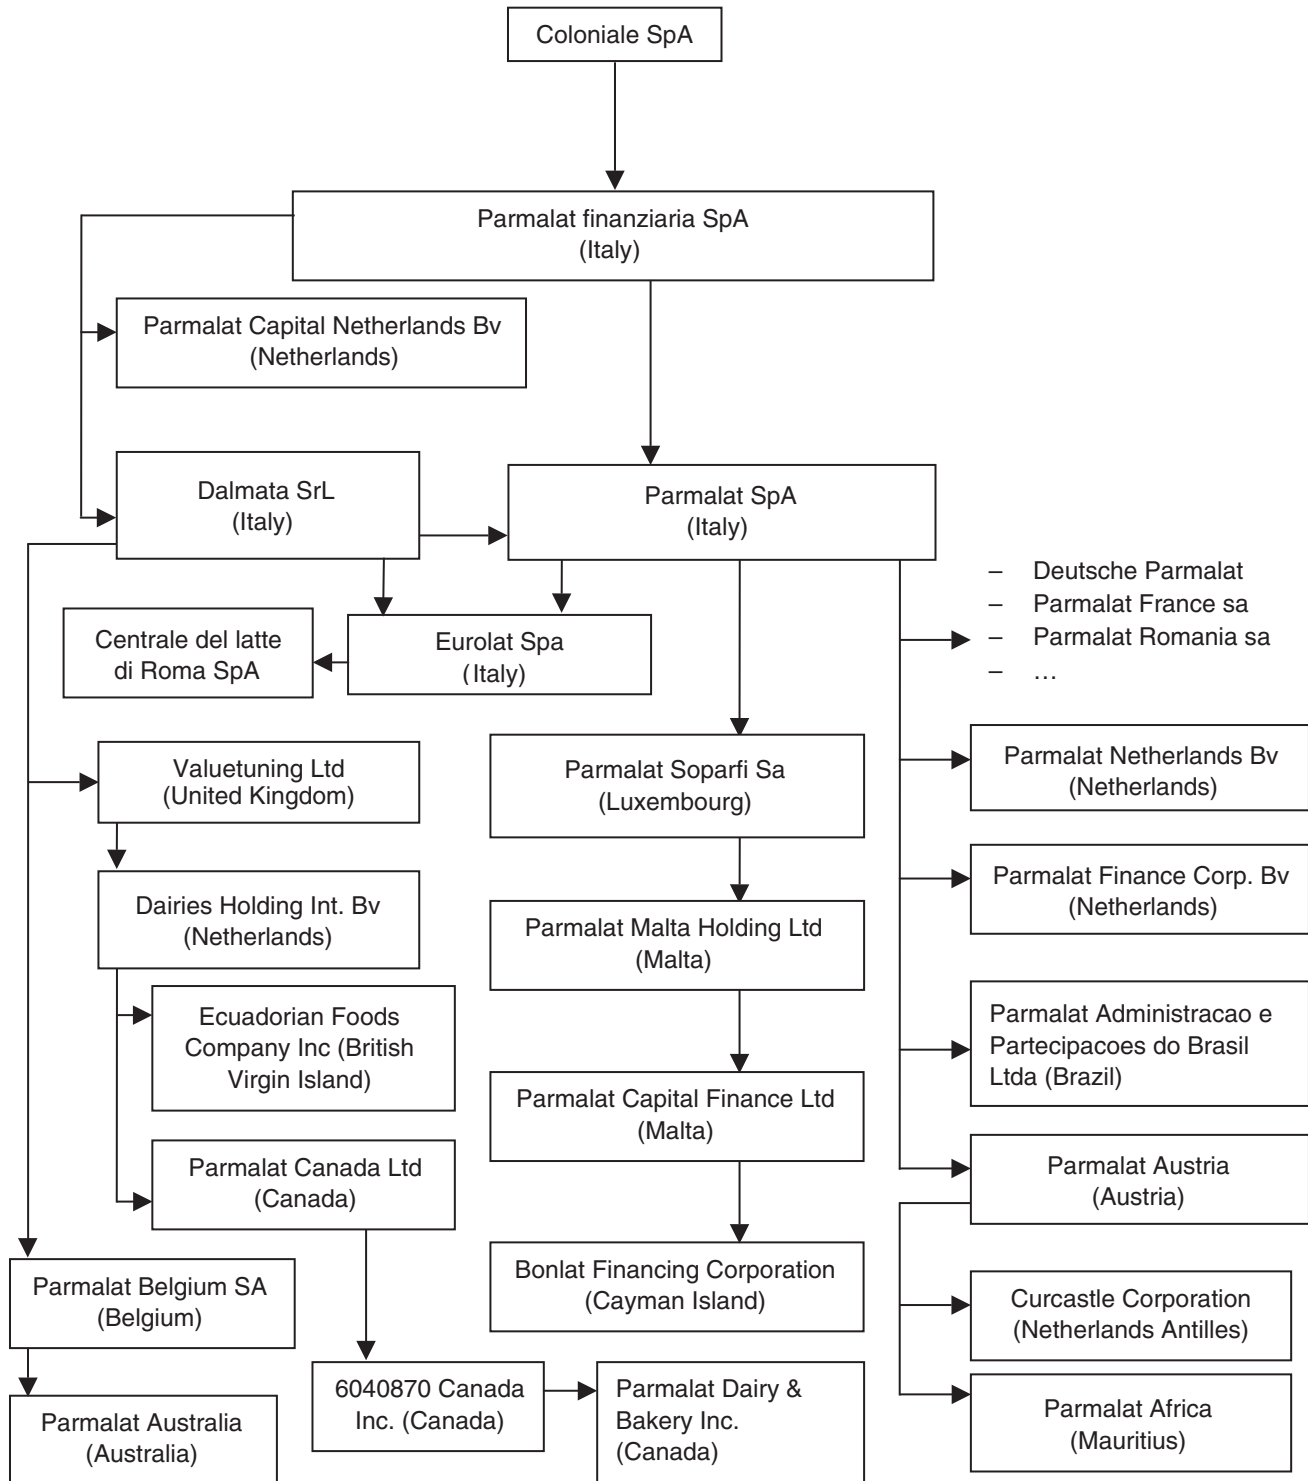 Coloniale SpA
Parmalat finanziaria SpA
(Italy)
Parmalat Capital Netherlands Bv
(Netherlands)
Dalmata SrL
(Italy)
Parmalat SpA
(Italy)
– Deutsche Parmalat
– Parmalat France sa
– Parmalat Romania sa
– …
Centrale del latte
di Roma SpA
Eurolat Spa
(Italy)
Valuetuning Ltd
(United Kingdom)
Parmalat Soparfi Sa
(Luxembourg)
Parmalat Netherlands Bv
(Netherlands)
Dairies Holding Int. Bv
(Netherlands)
Parmalat Malta Holding Ltd
(Malta)
Parmalat Finance Corp. Bv
(Netherlands)
Ecuadorian Foods
Company Inc (British
Virgin Island)
Parmalat Capital Finance Ltd
(Malta)
Parmalat Administracao e
Partecipacoes do Brasil
Ltda (Brazil)
Parmalat Canada Ltd
(Canada)
Parmalat Austria
(Austria)
Parmalat Belgium SA
(Belgium)
Bonlat Financing Corporation
(Cayman Island)
Curcastle Corporation
(Netherlands Antilles)
Parmalat Australia
(Australia)
6040870 Canada
Inc. (Canada)
Parmalat Dairy &
Bakery Inc.
(Canada)
Parmalat Africa
(Mauritius)